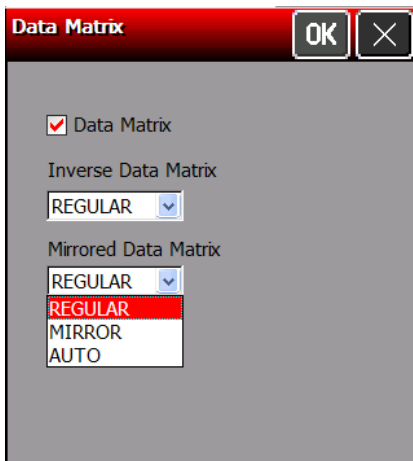 Data Matrix
OK
Data Matrix
Inverse Data Matrix
REGULAR
Mirrored Data Matrix
REGULAR
REGULAR
MIRROR
AUTO